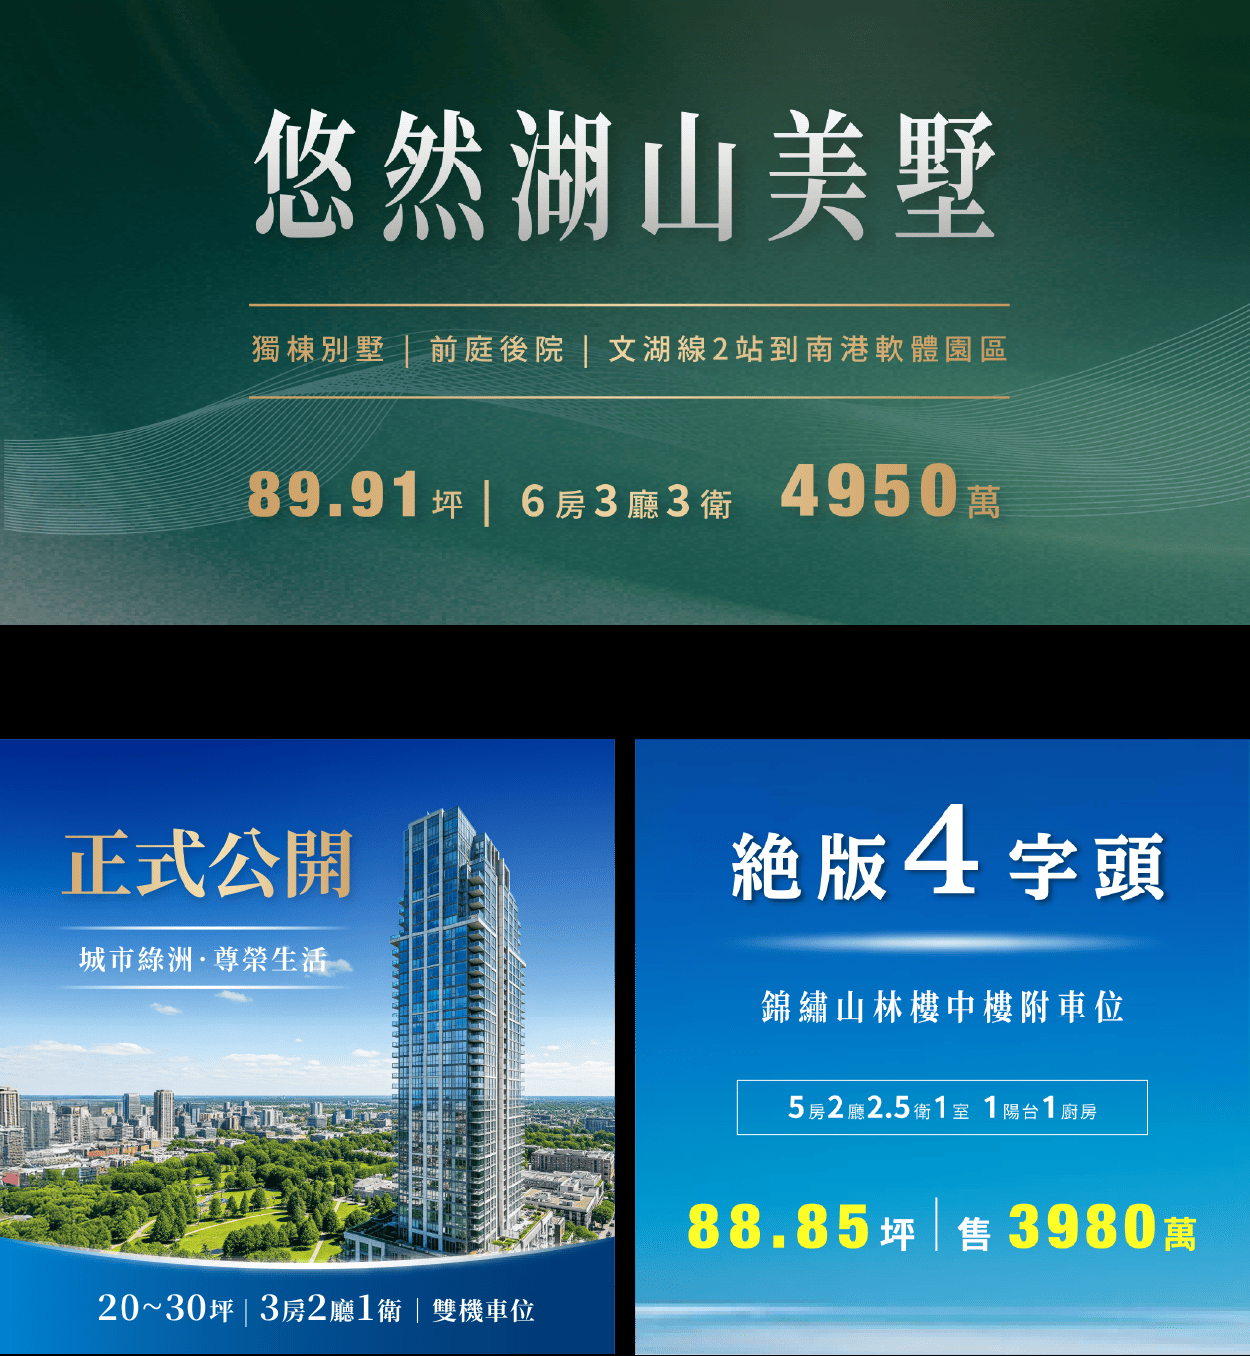 悠然湖山美墅
獨棟別墅｜前庭後院｜文湖線2站到南港軟體園區
89.91坪｜6房3廳3衛 4950萬
正式公開
城市綠洲·尊榮生活
20~30坪｜3房2廳1衛｜雙機車位
絕版4字頭
錦繡山林樓中樓附車位
5房2廳2.5衛1室 1陽台1廚房
88.85坪｜售3980萬